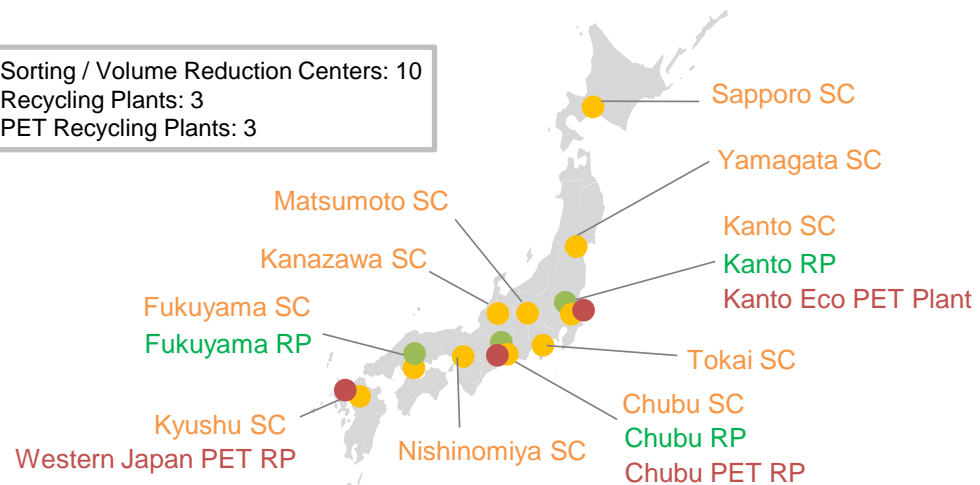 Sorting / Volume Reduction Centers: 10
Recycling Plants: 3
PET Recycling Plants: 3
Sapporo SC
Yamagata SC
Matsumoto SC
Kanto SC
Kanazawa SC
Kanto RP
Kanto Eco PET Plant
Fukuyama SC
Fukuyama RP
Tokai SC
Chubu SC
Kyushu SC
Chubu RP
Nishinomiya SC
Western Japan PET RP
Chubu PET RP